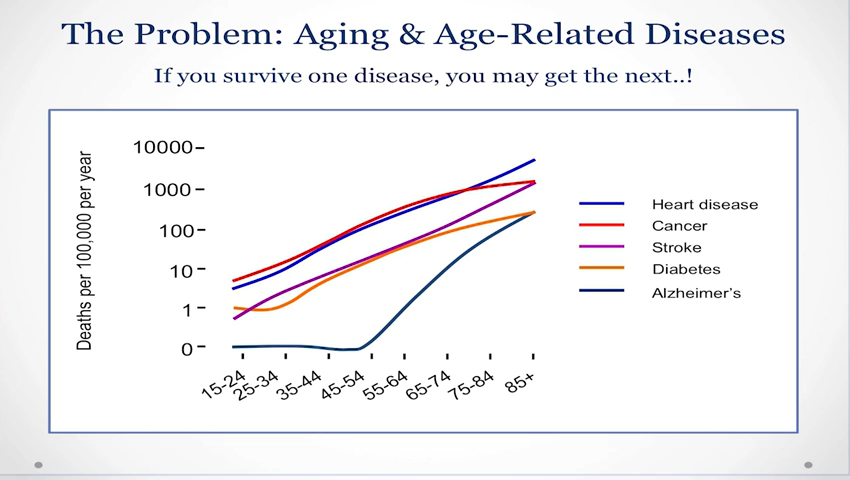 The Problem: Aging & Age-Related Diseases
If you survive one disease, you may get the next..!
Deaths per 100,000 per year
10000
1000
100
10
1
0
15-24
25-34
35-44
45-54
55-64
65-74
75-84
85+
Heart disease
Cancer
Stroke
Diabetes
Alzheimer's